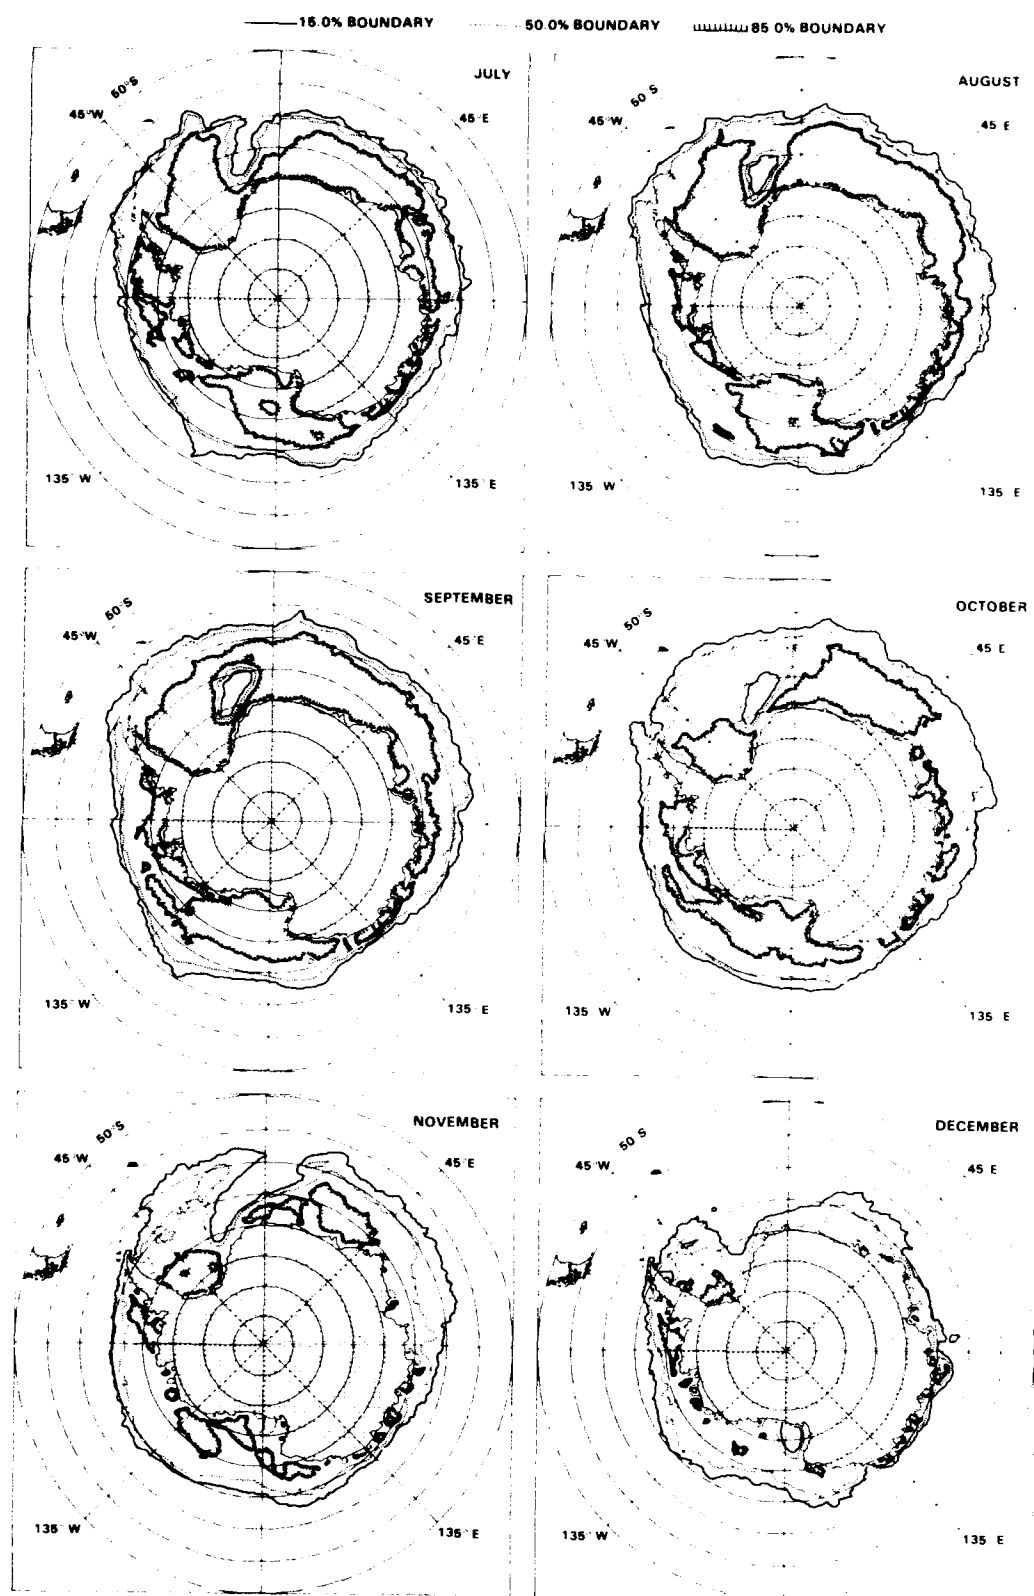 15.0% BOUNDARY 50.0% BOUNDARY 85.0% BOUNDARY
JULY
50°S
45°W
45°E
135°W
135°E
AUGUST
50 S
45°W
45 E
135 W
135 E
SEPTEMBER
50°S
45°W
45°E
135°W
135 E
OCTOBER
50°S
45°W
45 E
135 W
135 E
NOVEMBER
50°S
45°W
45°E
135°W
135°E
DECEMBER
50 S
45°W
45 E
135°W
135 E